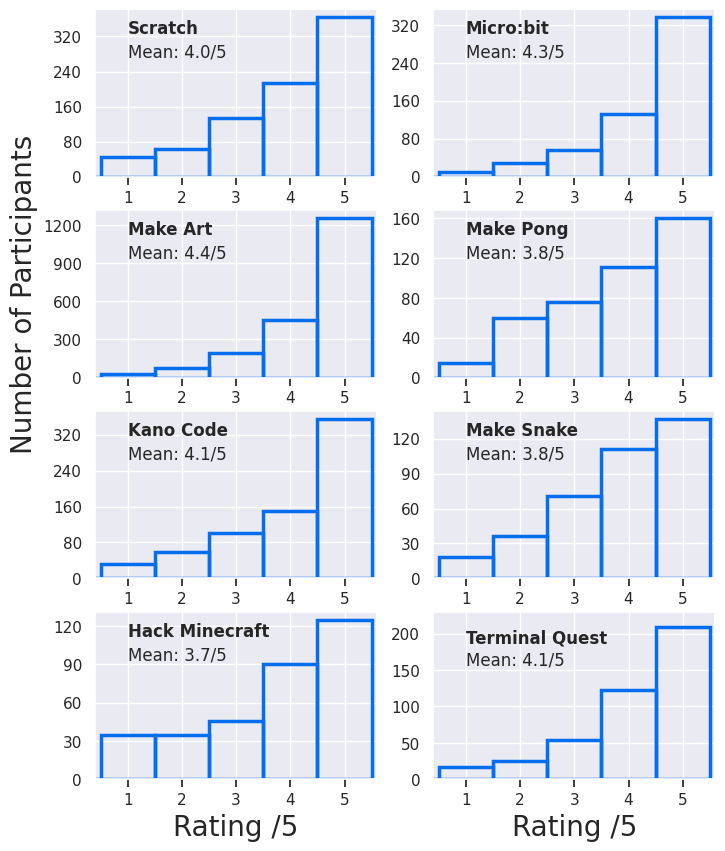 Number of Participants
Scratch
Mean: 4.0/5
320
240
160
80
0
1 2 3 4 5
Micro:bit
Mean: 4.3/5
320
240
160
80
0
1 2 3 4 5
Make Art
Mean: 4.4/5
1200
900
600
300
0
1 2 3 4 5
Make Pong
Mean: 3.8/5
160
120
80
40
0
1 2 3 4 5
Kano Code
Mean: 4.1/5
320
240
160
80
0
1 2 3 4 5
Make Snake
Mean: 3.8/5
120
90
60
30
0
1 2 3 4 5
Hack Minecraft
Mean: 3.7/5
120
90
60
30
0
1 2 3 4 5
Rating /5
Terminal Quest
Mean: 4.1/5
200
150
100
50
0
1 2 3 4 5
Rating /5